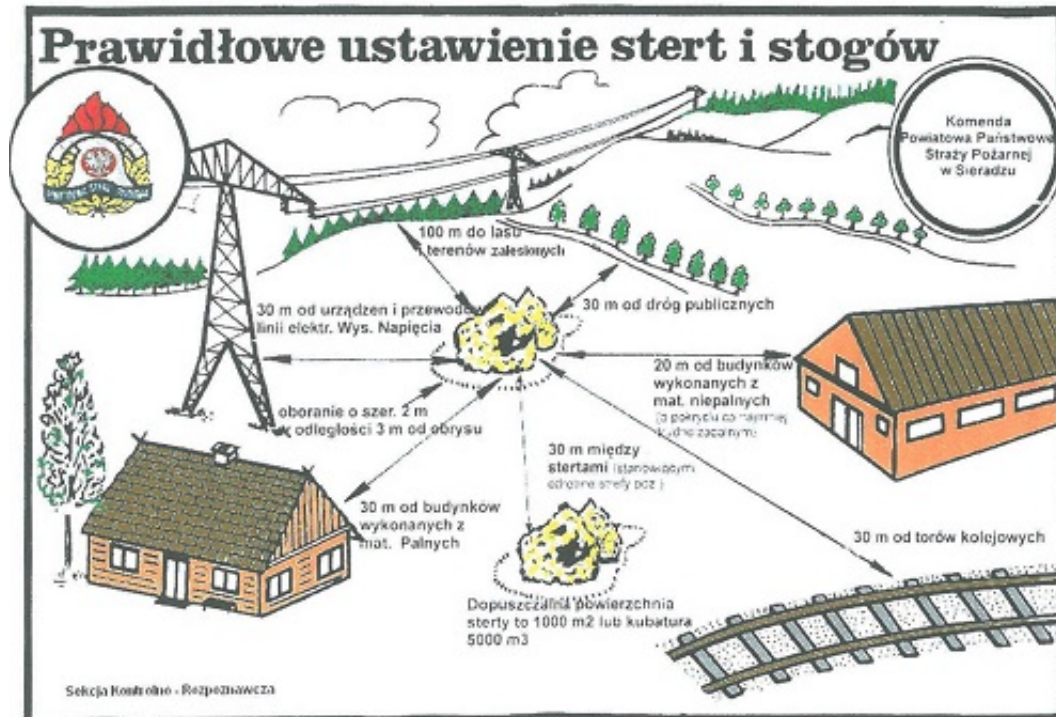 Prawidłowe ustawienie stert i stogów
Komenda
Powiatowa Państwowe
Straży Pożarnej
w Sieradzu
100 m do lasu
i terenów zalesionych
30 m od urządzen i przewodów
linii elektr. Wys. Napięcia
30 m od dróg publicznych
20 m od budynków
wykonanych z
mat. niepalnych
oboranie o szer. 2 m
w odległości 3 m od obrysu
30 m między
stertami
30 m od budynków
wykonanych z
mat. Palnych
30 m od torów kolejowych
Dopuszczalna powierzchnia
sterty to 1000 m2 lub kubatura
5000 m3
Sekcja Kontrolno - Rozpoznawcza